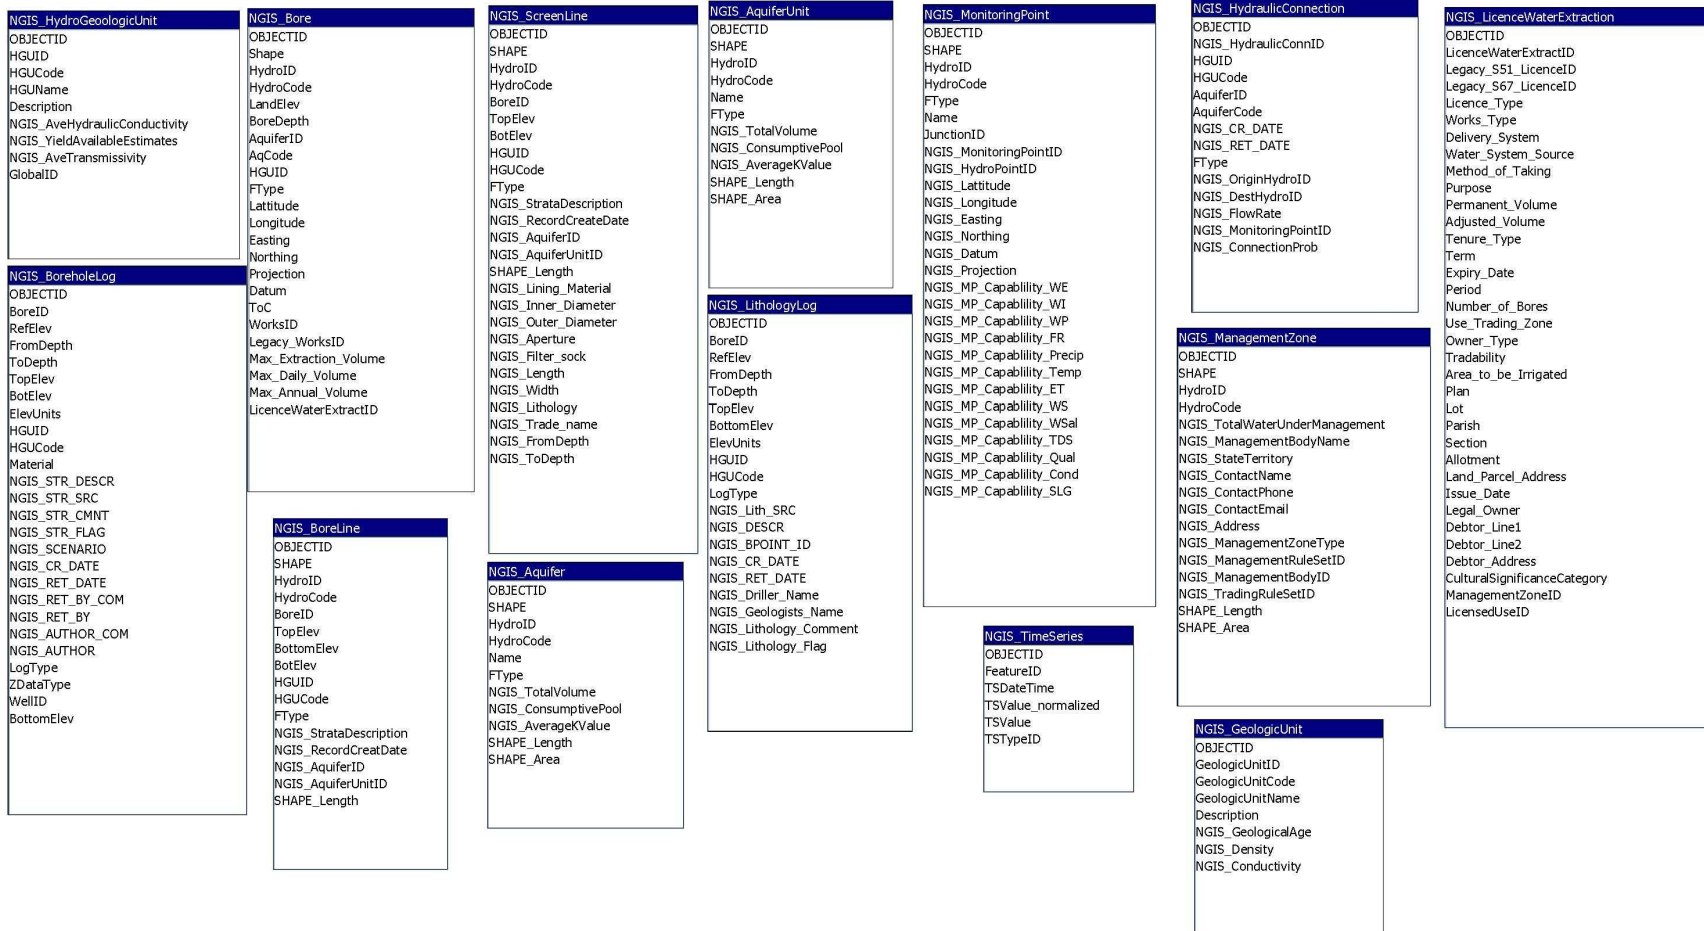 NGIS_HydroGeologicUnit
OBJECTID
HGUID
HGUCode
HGUName
Description
NGIS_AveHydraulicConductivity
NGIS_YieldAvailableEstimates
NGIS_AveTransmissivity
GlobalID
NGIS_BoreholeLog
OBJECTID
BoreID
RefElev
FromDepth
ToDepth
TopElev
BotElev
ElevUnits
HGUID
HGUCode
Material
NGIS_STR_DESCR
NGIS_STR_SRC
NGIS_STR_CMNT
NGIS_STR_FLAG
NGIS_SCENARIO
NGIS_CR_DATE
NGIS_RET_DATE
NGIS_RET_BY_COM
NGIS_RET_BY
NGIS_AUTHOR_COM
NGIS_AUTHOR
LogType
ZDataType
WellID
BottomElev
NGIS_Bore
OBJECTID
Shape
HydroID
HydroCode
LandElev
BoreDepth
AquiferID
AqCode
HGUID
FType
Lattitude
Longitude
Easting
Northing
Projection
Datum
ToC
WorksID
Legacy_WorksID
Max_Extraction_Volume
Max_Daily_Volume
Max_Annual_Volume
LicenceWaterExtractID
NGIS_BoreLine
OBJECTID
SHAPE
HydroID
HydroCode
BoreID
TopElev
BottomElev
BotElev
HGUID
HGUCode
FType
NGIS_StrataDescription
NGIS_RecordCreatDate
NGIS_AquiferID
NGIS_AquiferUnitID
SHAPE_Length
NGIS_ScreenLine
OBJECTID
SHAPE
HydroID
HydroCode
BoreID
TopElev
BotElev
HGUID
HGUCode
FType
NGIS_StrataDescription
NGIS_RecordCreateDate
NGIS_AquiferID
NGIS_AquiferUnitID
SHAPE_Length
NGIS_Lining_Material
NGIS_Inner_Diameter
NGIS_Outer_Diameter
NGIS_Aperture
NGIS_Filter_sock
NGIS_Length
NGIS_Width
NGIS_Lithology
NGIS_Trade_name
NGIS_FromDepth
NGIS_ToDepth
NGIS_Aquifer
OBJECTID
SHAPE
HydroID
HydroCode
Name
FType
NGIS_TotalVolume
NGIS_ConsumptivePool
NGIS_AverageKValue
SHAPE_Length
SHAPE_Area
NGIS_AquiferUnit
OBJECTID
SHAPE
HydroID
HydroCode
Name
FType
NGIS_TotalVolume
NGIS_ConsumptivePool
NGIS_AverageKValue
SHAPE_Length
SHAPE_Area
NGIS_LithologyLog
OBJECTID
BoreID
RefElev
FromDepth
ToDepth
TopElev
BottomElev
ElevUnits
HGUID
HGUCode
LogType
NGIS_Lith_SRC
NGIS_DESCR
NGIS_BPOINT_ID
NGIS_CR_DATE
NGIS_RET_DATE
NGIS_Driller_Name
NGIS_Geologists_Name
NGIS_Lithology_Comment
NGIS_Lithology_Flag
NGIS_MonitoringPoint
OBJECTID
SHAPE
HydroID
HydroCode
FType
Name
JunctionID
NGIS_MonitoringPointID
NGIS_HydroPointID
NGIS_Lattitude
NGIS_Longitude
NGIS_Easting
NGIS_Northing
NGIS_Datum
NGIS_Projection
NGIS_MP_Capablility_WE
NGIS_MP_Capablility_WI
NGIS_MP_Capablility_WP
NGIS_MP_Capablility_FR
NGIS_MP_Capablility_Precip
NGIS_MP_Capablility_Temp
NGIS_MP_Capablility_ET
NGIS_MP_Capablility_WS
NGIS_MP_Capablility_WSal
NGIS_MP_Capablility_TDS
NGIS_MP_Capablility_Qual
NGIS_MP_Capablility_Cond
NGIS_MP_Capablility_SLG
NGIS_TimeSeries
OBJECTID
FeatureID
TSDateTime
TSValue_normalized
TSValue
TSTypeID
NGIS_HydraulicConnection
OBJECTID
NGIS_HydraulicConnID
HGUID
HGUCode
AquiferID
AquiferCode
NGIS_CR_DATE
NGIS_RET_DATE
FType
NGIS_OriginHydroID
NGIS_DestHydroID
NGIS_FlowRate
NGIS_MonitoringPointID
NGIS_ConnectionProb
NGIS_ManagementZone
OBJECTID
SHAPE
HydroID
HydroCode
NGIS_TotalWaterUnderManagement
NGIS_ManagementBodyName
NGIS_StateTerritory
NGIS_ContactName
NGIS_ContactPhone
NGIS_ContactEmail
NGIS_Address
NGIS_ManagementZoneType
NGIS_ManagementRuleSetID
NGIS_ManagementBodyID
NGIS_TradingRuleSetID
SHAPE_Length
SHAPE_Area
NGIS_GeologicUnit
OBJECTID
GeologicUnitID
GeologicUnitCode
GeologicUnitName
Description
NGIS_GeologicalAge
NGIS_Density
NGIS_Conductivity
NGIS_LicenceWaterExtraction
OBJECTID
LicenceWaterExtractID
Legacy_S51_LicenceID
Legacy_S67_LicenceID
Licence_Type
Works_Type
Delivery_System
Water_System_Source
Method_of_Taking
Purpose
Permanent_Volume
Adjusted_Volume
Tenure_Type
Term
Expiry_Date
Period
Number_of_Bores
Use_Trading_Zone
Owner_Type
Tradability
Area_to_be_Irrigated
Plan
Lot
Parish
Section
Allotment
Land_Parcel_Address
Issue_Date
Legal_Owner
Debtor_Line1
Debtor_Line2
Debtor_Address
CulturalSignificanceCategory
ManagementZoneID
LicensedUseID